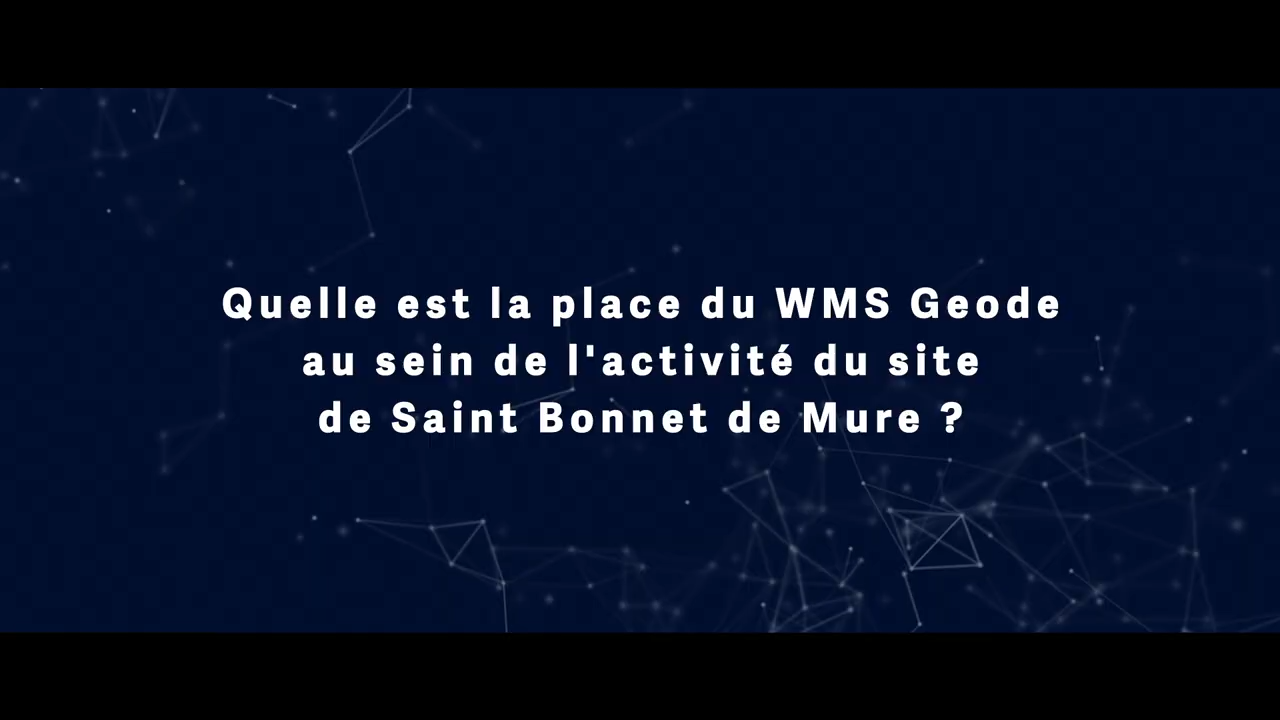 Quelle est la place du WMS Geode
au sein de l'activité du site
de Saint Bonnet de Mure ?